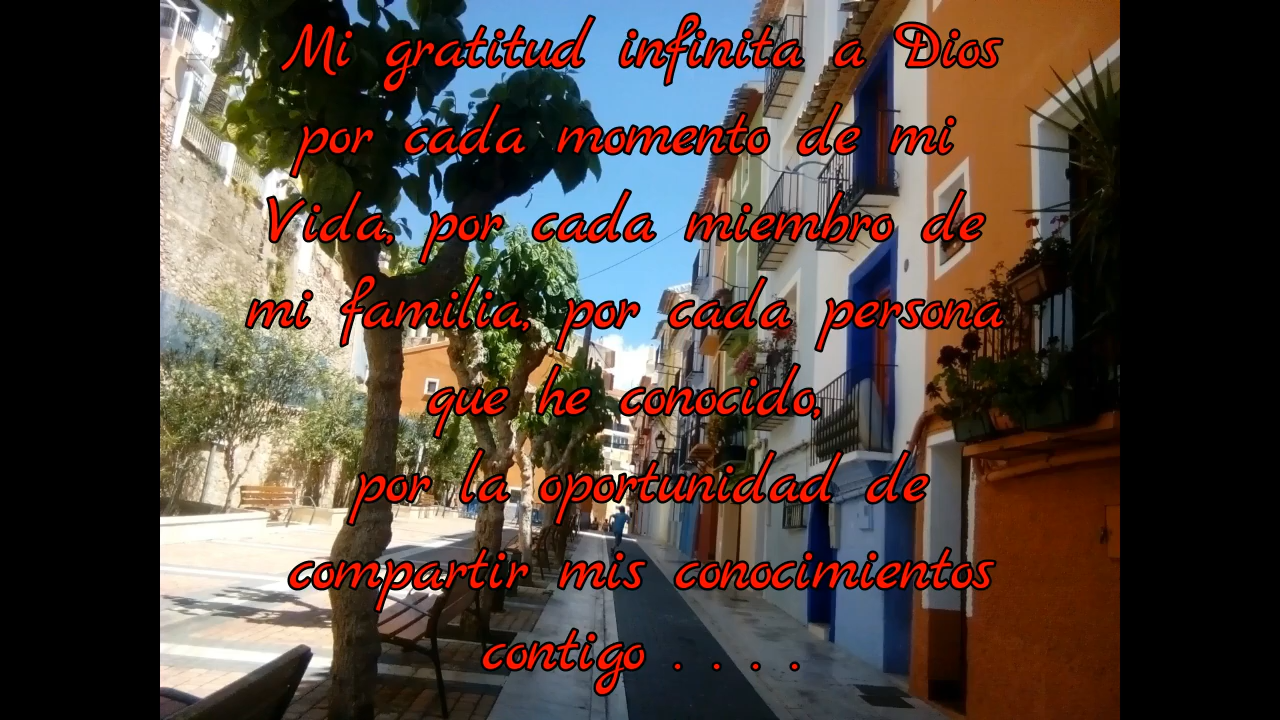 Mi gratitud infinita a Dios
por cada momento de mi
Vida, por cada miembro de
mi familia, por cada persona
que he conocido,
por la oportunidad de
compartir mis conocimientos
contigo . . . .